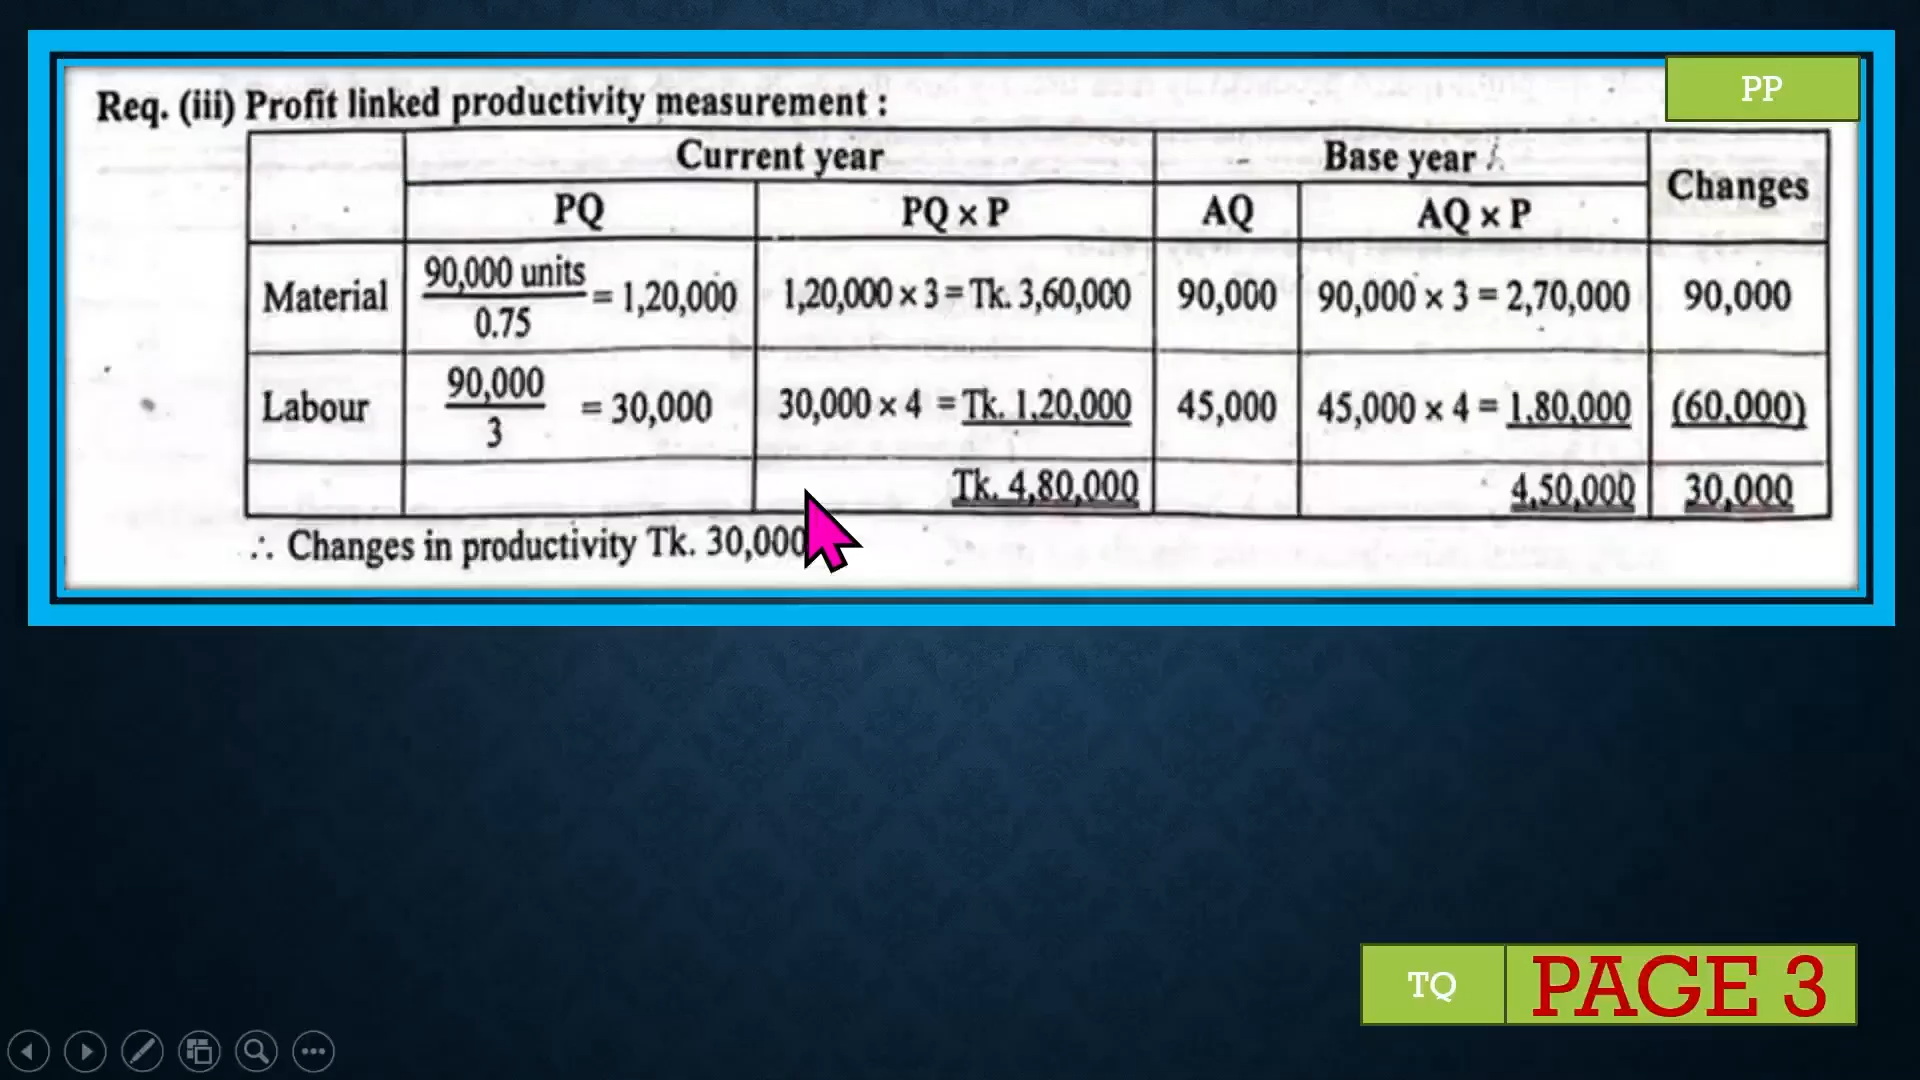 PP
Req. (iii) Profit linked productivity measurement :
Current year Base year Changes
PQ PQ × P AQ AQ × P
Material 90,000 units / 0.75 = 1,20,000 1,20,000 × 3 = Tk. 3,60,000 90,000 90,000 × 3 = 2,70,000 90,000
Labour 90,000 / 3 = 30,000 30,000 × 4 = Tk. 1,20,000 45,000 45,000 × 4 = 1,80,000 (60,000)
Tk. 4,80,000 4,50,000 30,000
∴ Changes in productivity Tk. 30,000
TQ PAGE 3